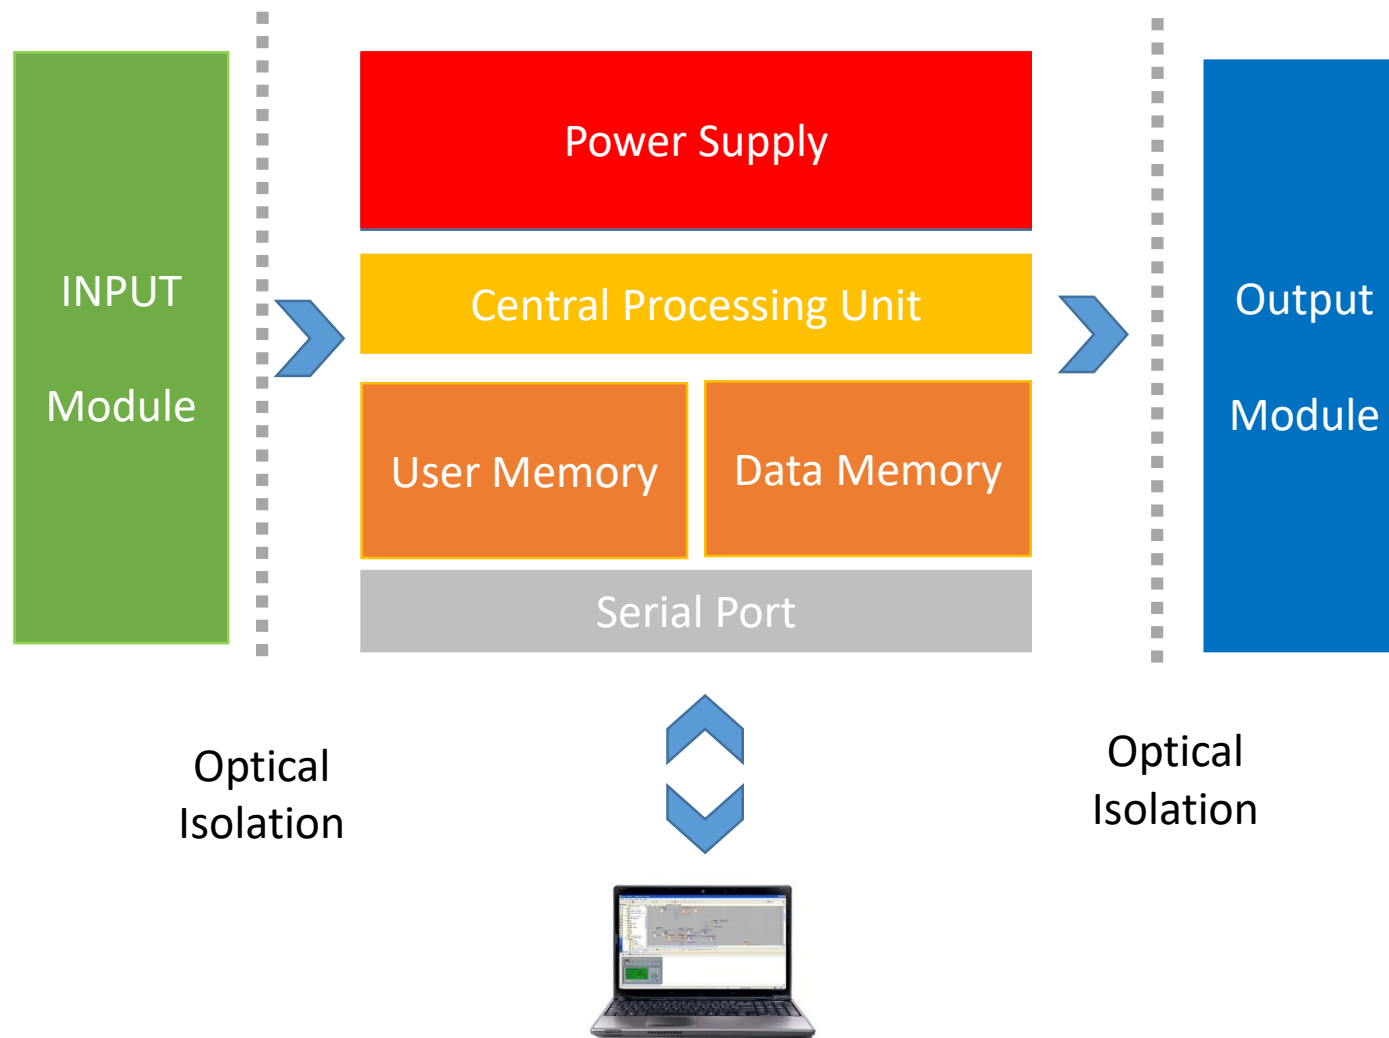 INPUT
Module
Power Supply
Central Processing Unit
User Memory
Data Memory
Serial Port
Output
Module
Optical
Isolation
Optical
Isolation